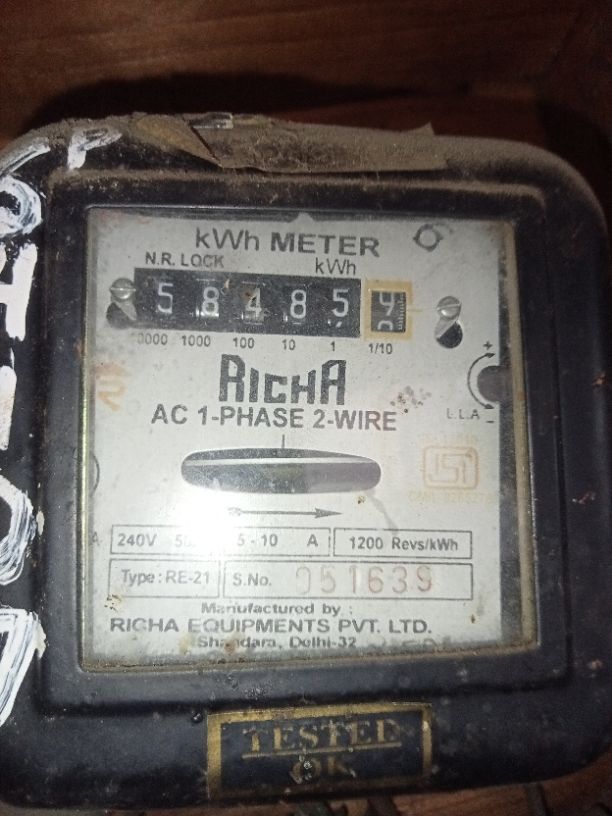 kWh METER
N.R. LOCK kWh
5 8 4 8 5 9
1000 100 10 1 1/10
RICHA
AC 1-PHASE 2-WIRE
L.L.A
+
-
ISI
240V 5-10 A 1200 Revs/kWh
Type : RE-21 S.No. 051639
Manufactured by :
RICHA EQUIPMENTS PVT. LTD.
Shahdara, Delhi-32
TESTED
OK